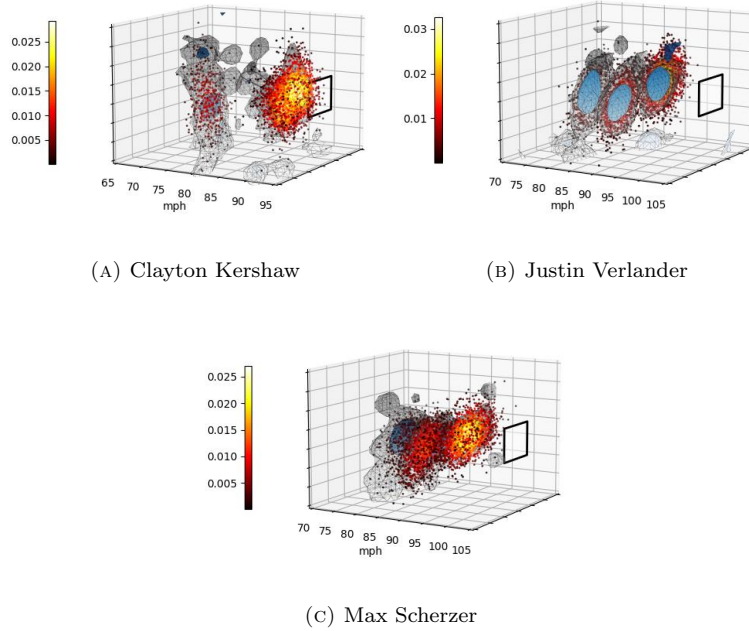 0.025
0.020
0.015
0.010
0.005
65 70 75 80 85 90 95
mph
(A) Clayton Kershaw
0.03
0.02
0.01
70 75 80 85 90 95 100 105
mph
(B) Justin Verlander
0.025
0.020
0.015
0.010
0.005
70 75 80 85 90 95 100 105
mph
(C) Max Scherzer